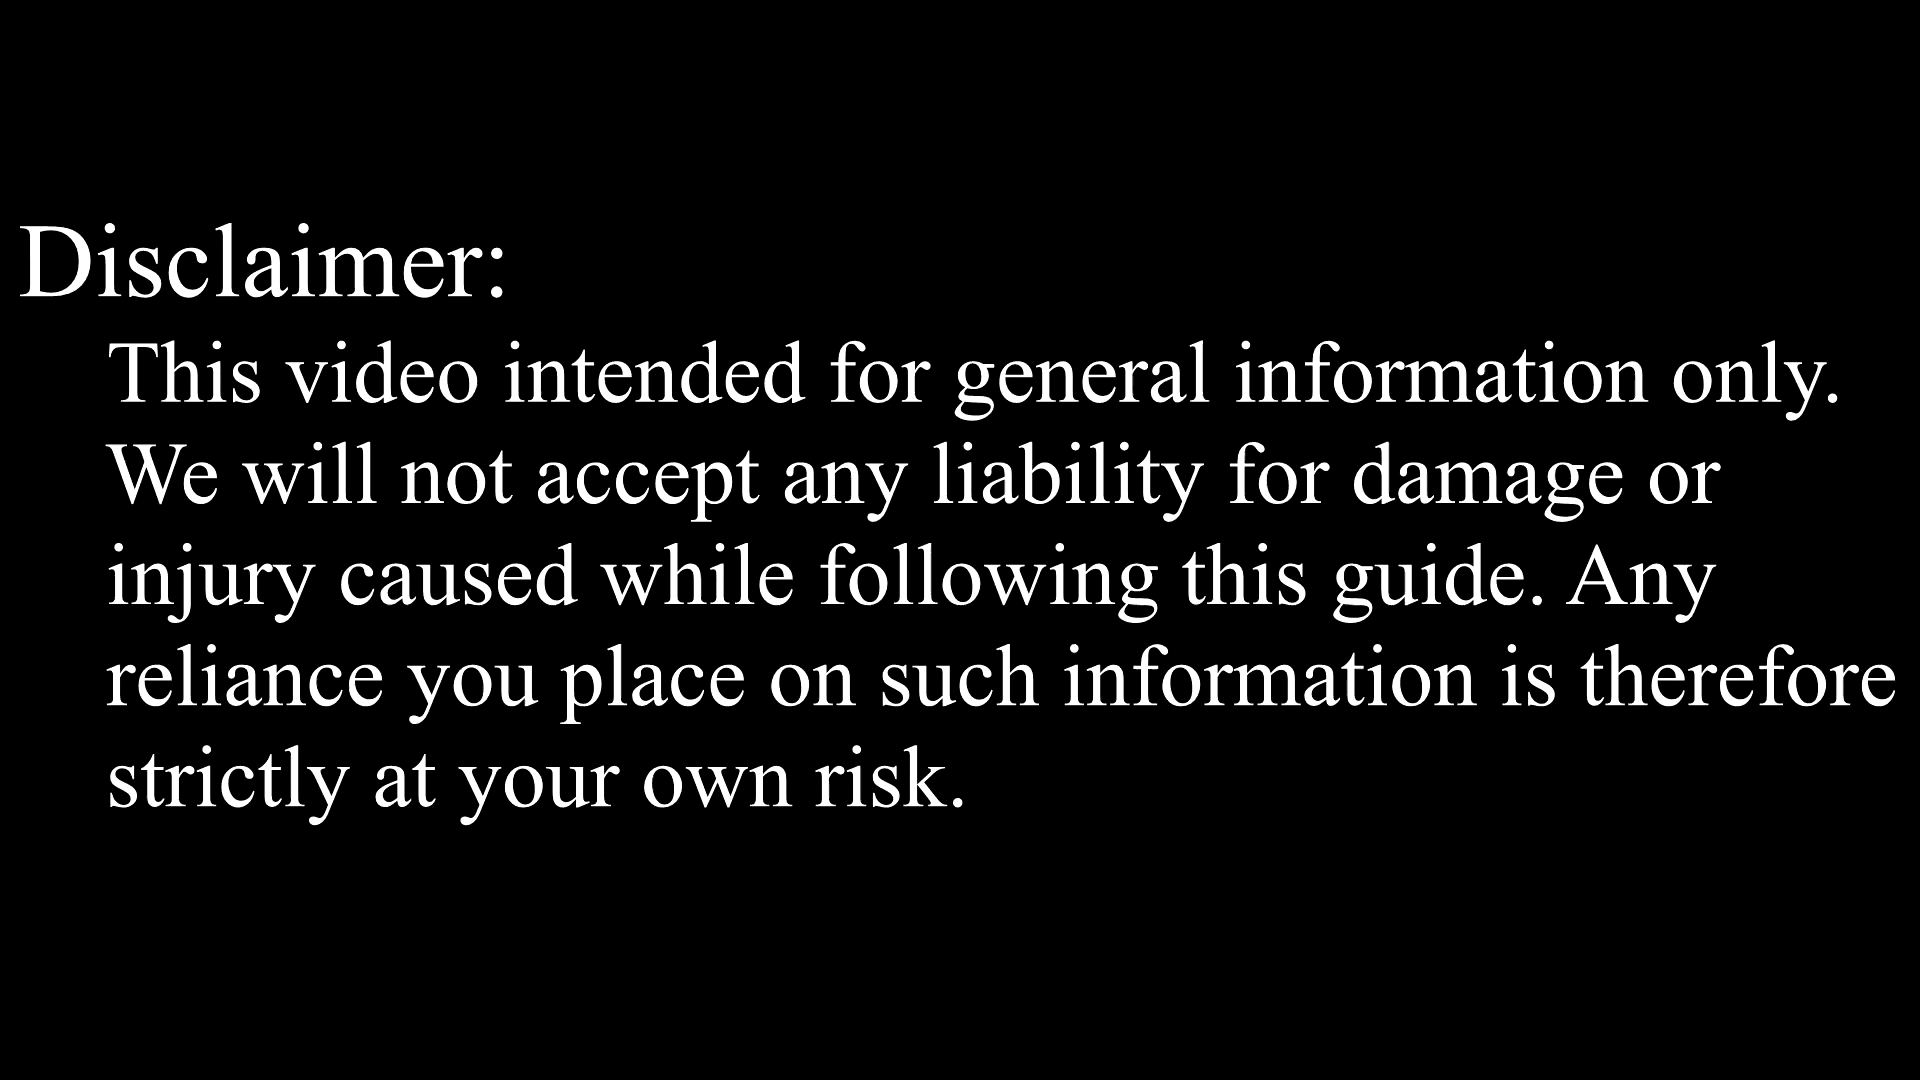 Disclaimer:
This video intended for general information only.
We will not accept any liability for damage or
injury caused while following this guide. Any
reliance you place on such information is therefore
strictly at your own risk.